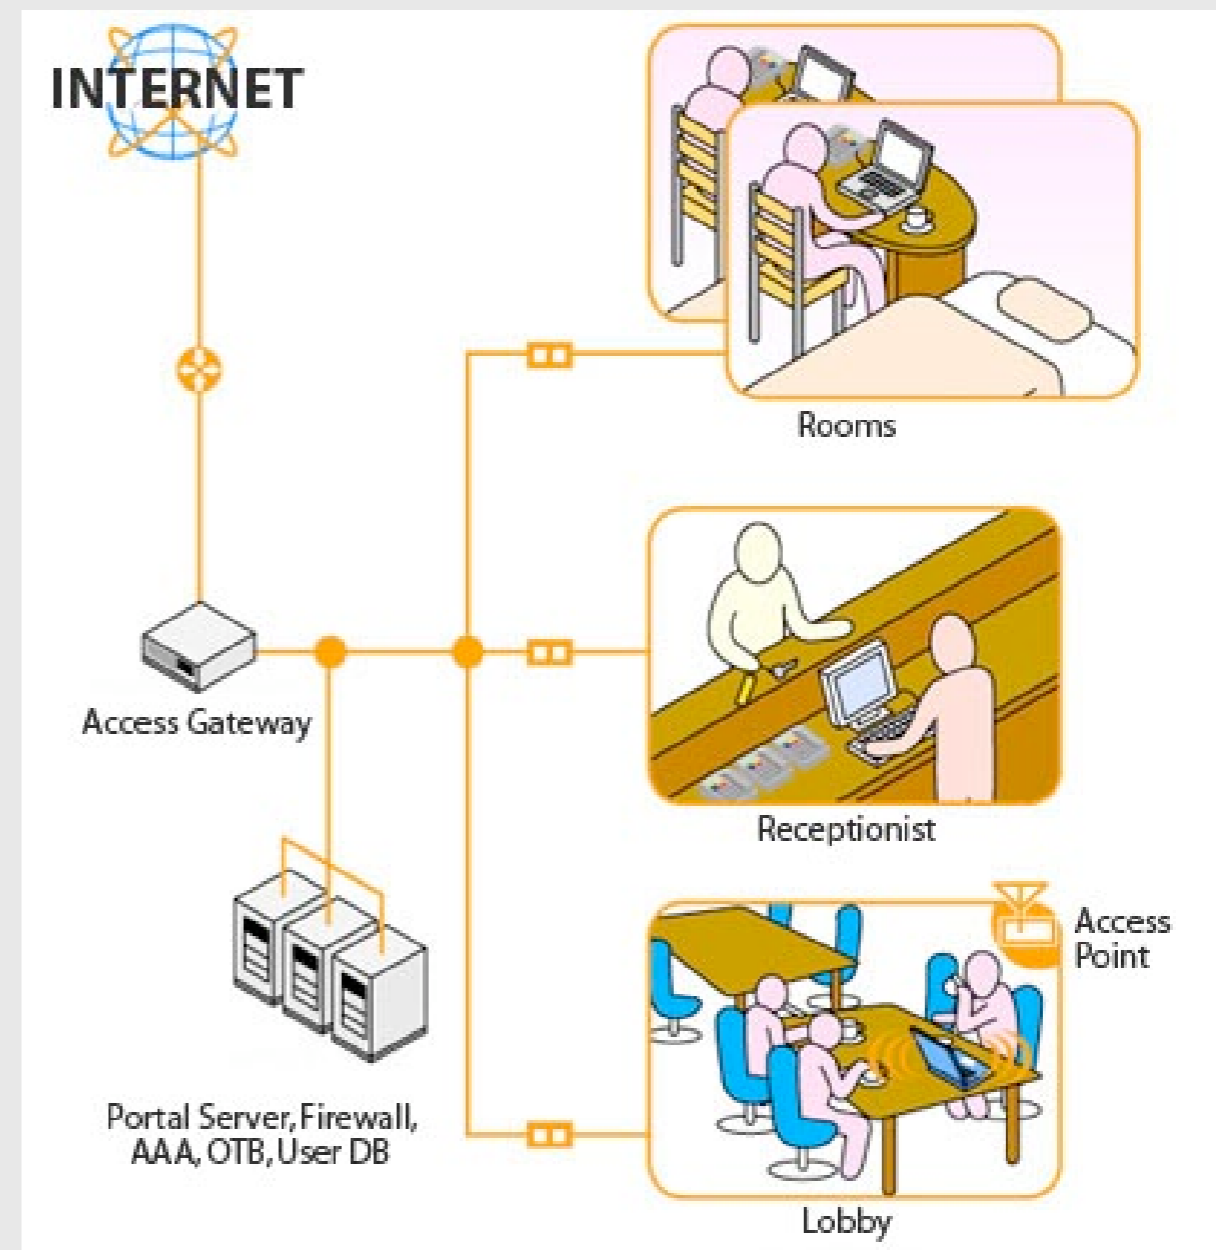 INTERNET
Rooms
Access Gateway
Receptionist
Access
Point
Portal Server, Firewall,
AAA, OTB, User DB
Lobby